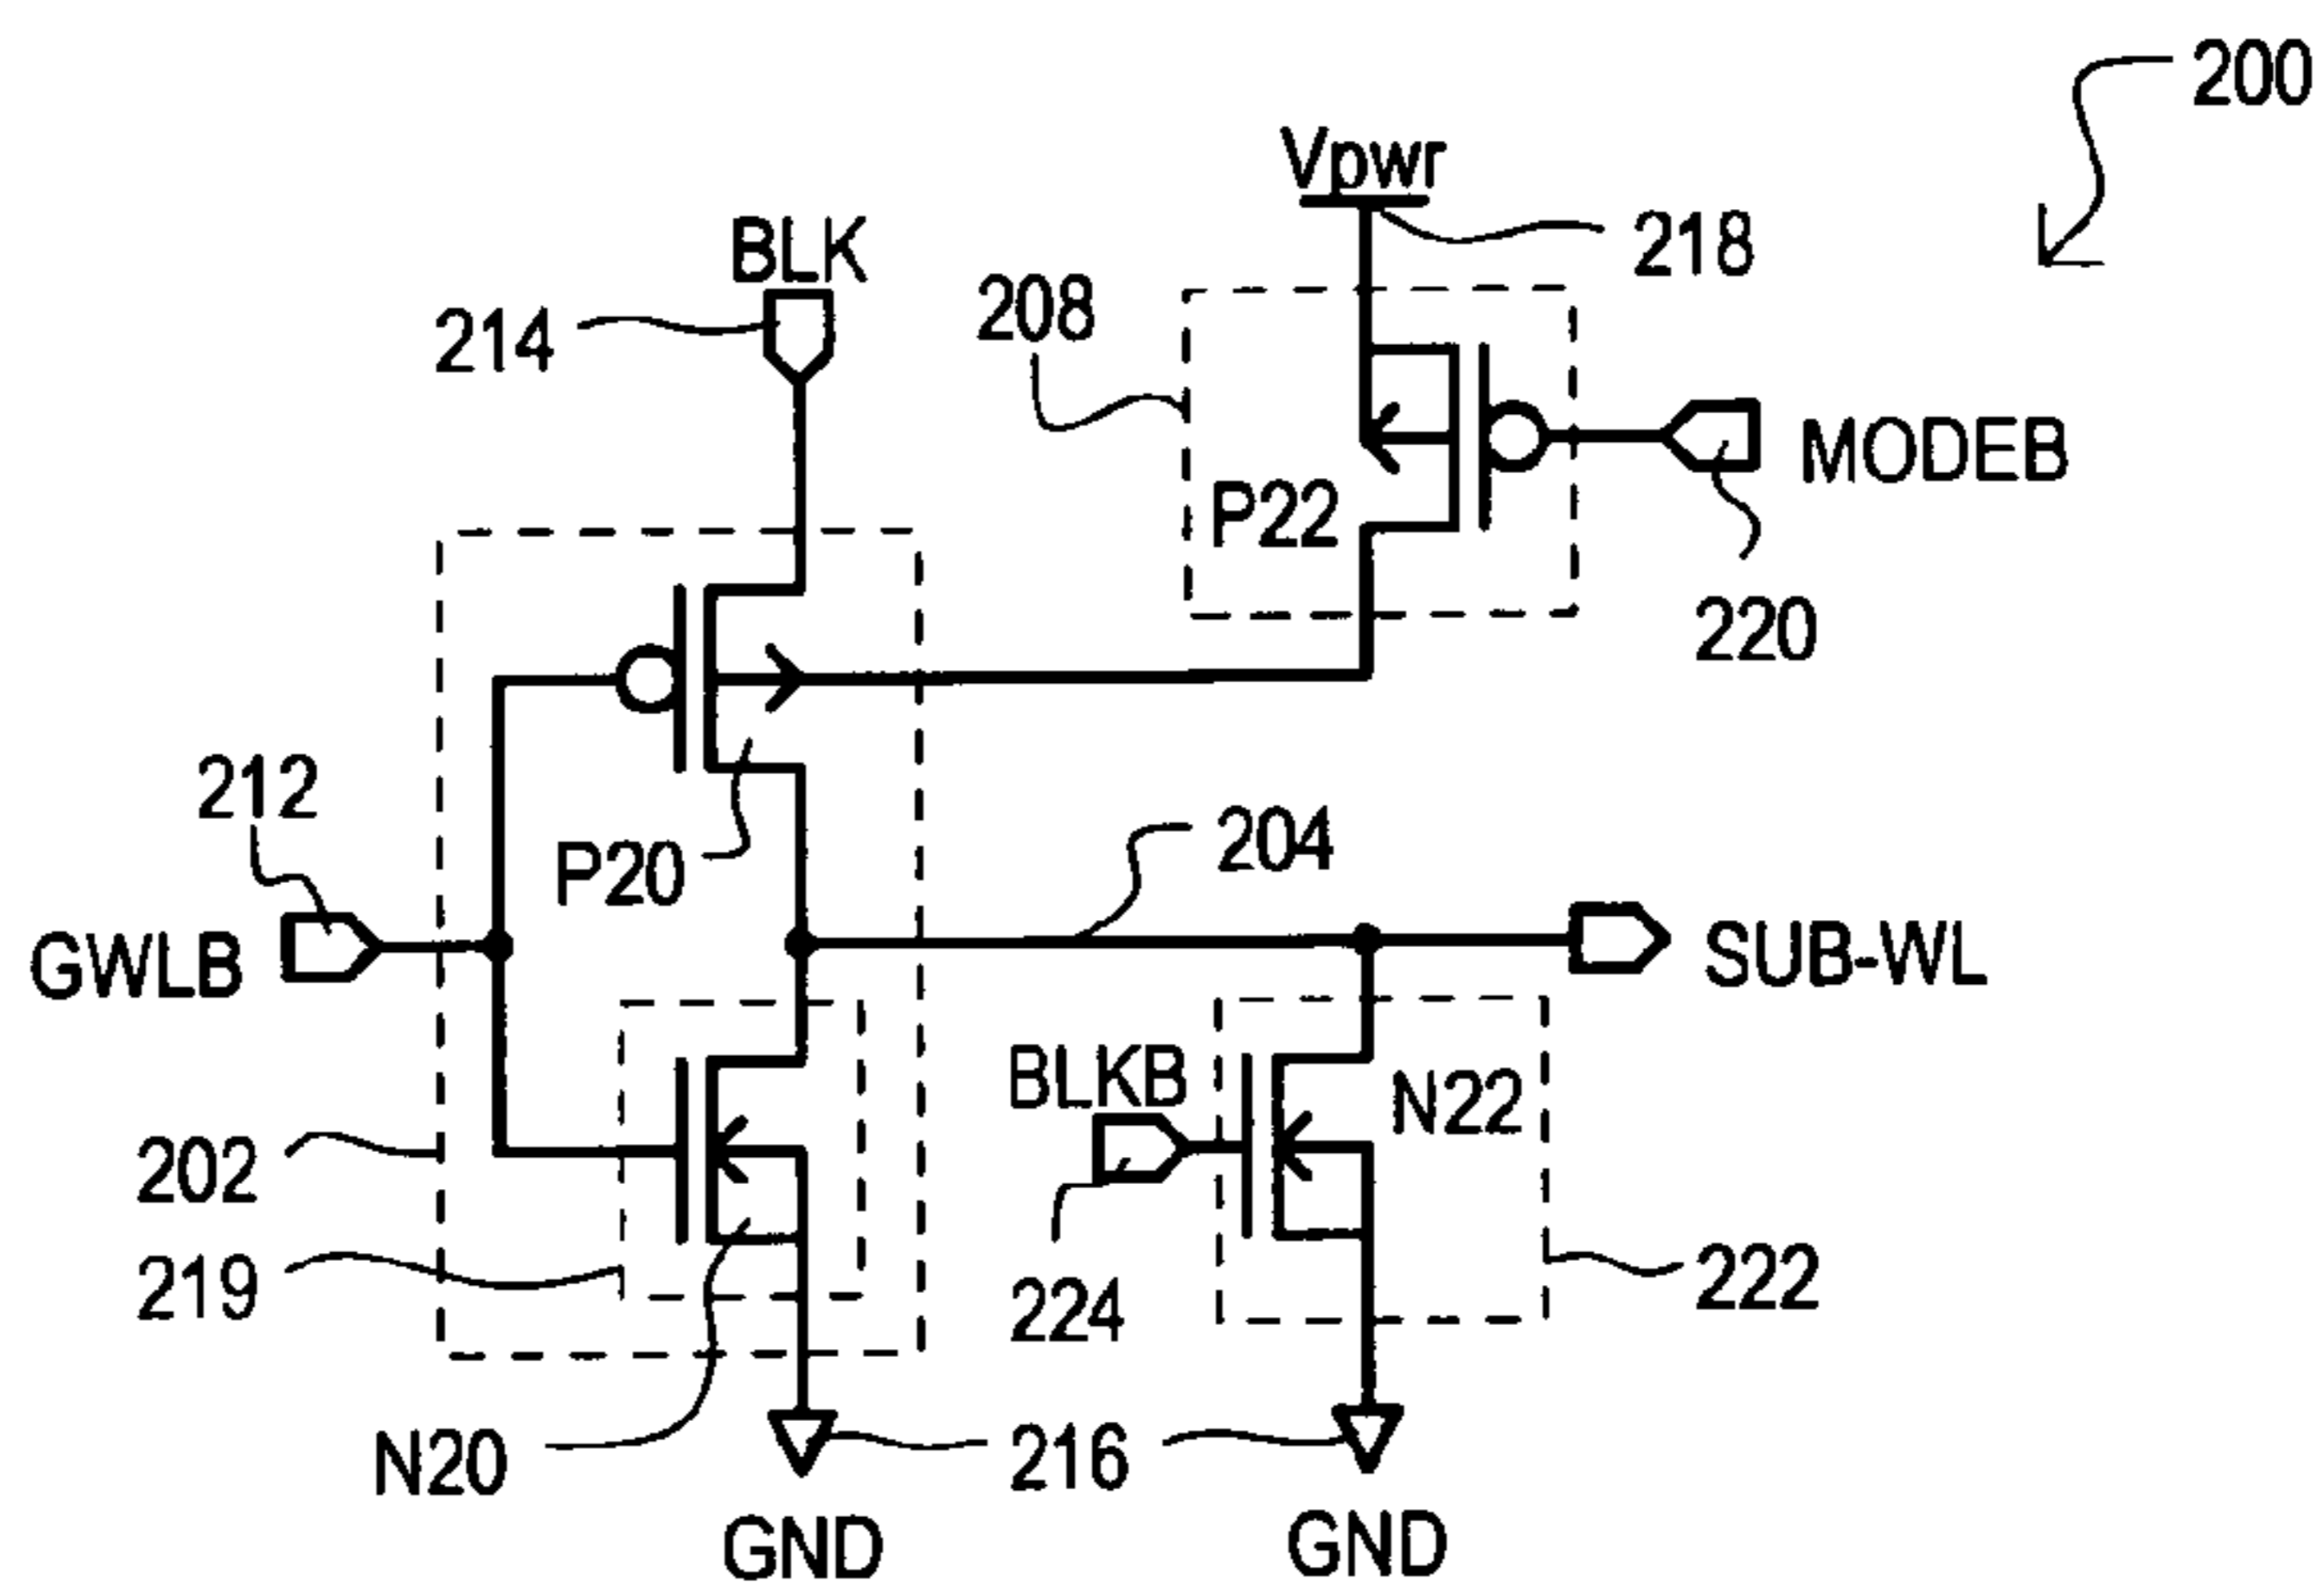 200
Vpwr
BLK
218
208
214
MODEB
P22
220
212
P20
204
GWLB
SUB-WL
BLKB
N22
202
219
224
222
N20
216
GND
GND